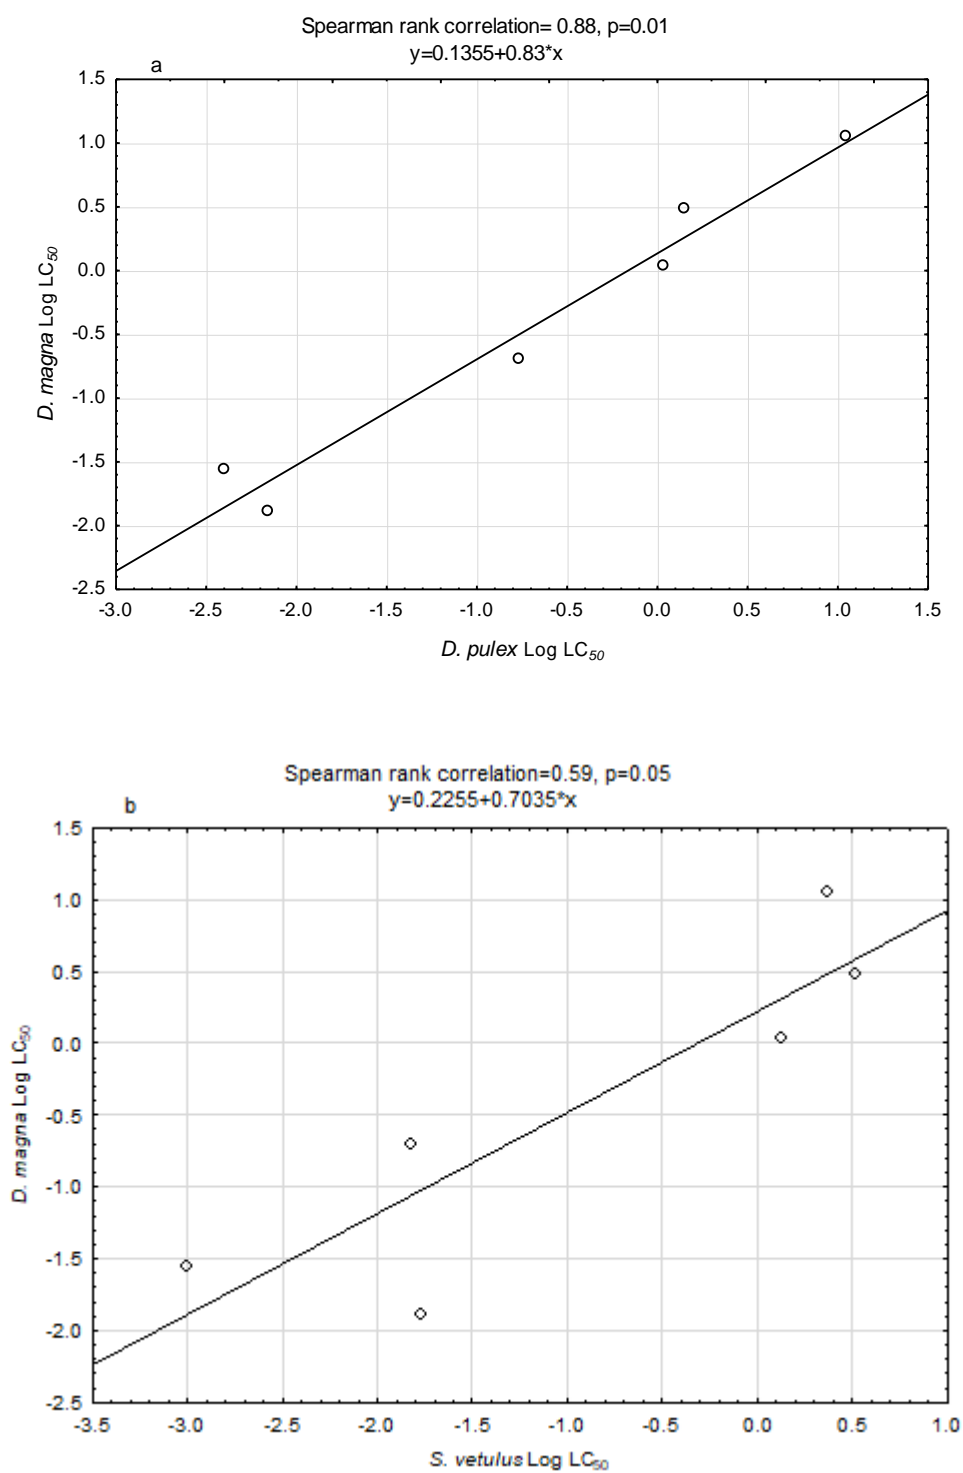 Spearman rank correlation= 0.88, p=0.01
y=0.1355+0.83*x
a
1.5
1.0
0.5
0.0
-0.5
-1.0
-1.5
-2.0
-2.5
D. magna Log LC50
-3.0 -2.5 -2.0 -1.5 -1.0 -0.5 0.0 0.5 1.0 1.5
D. pulex Log LC50
Spearman rank correlation=0.59, p=0.05
y=0.2255+0.7035*x
b
1.5
1.0
0.5
0.0
-0.5
-1.0
-1.5
-2.0
-2.5
D. magna Log LC50
-3.5 -3.0 -2.5 -2.0 -1.5 -1.0 -0.5 0.0 0.5 1.0
S. vetulus Log LC50